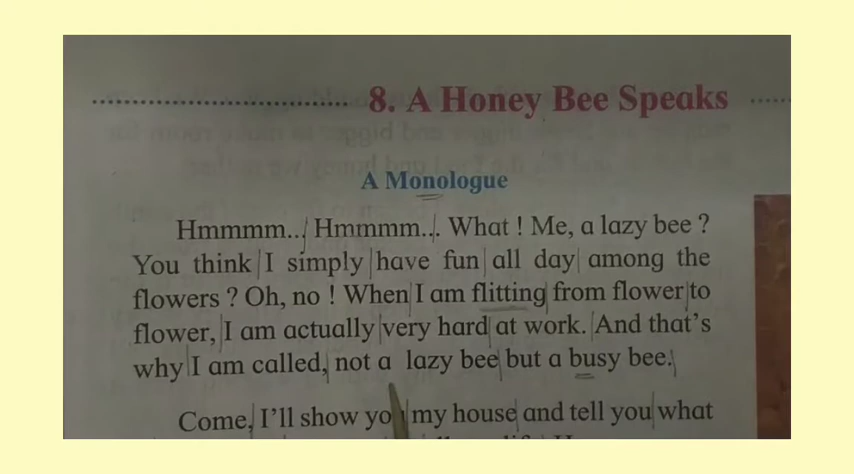 8. A Honey Bee Speaks
A Monologue
Hmmmm... Hmmmm... What ! Me, a lazy bee ?
You think I simply have fun all day among the
flowers ? Oh, no ! When I am flitting from flower to
flower, I am actually very hard at work. And that's
why I am called, not a lazy bee but a busy bee.
Come, I'll show you my house and tell you what